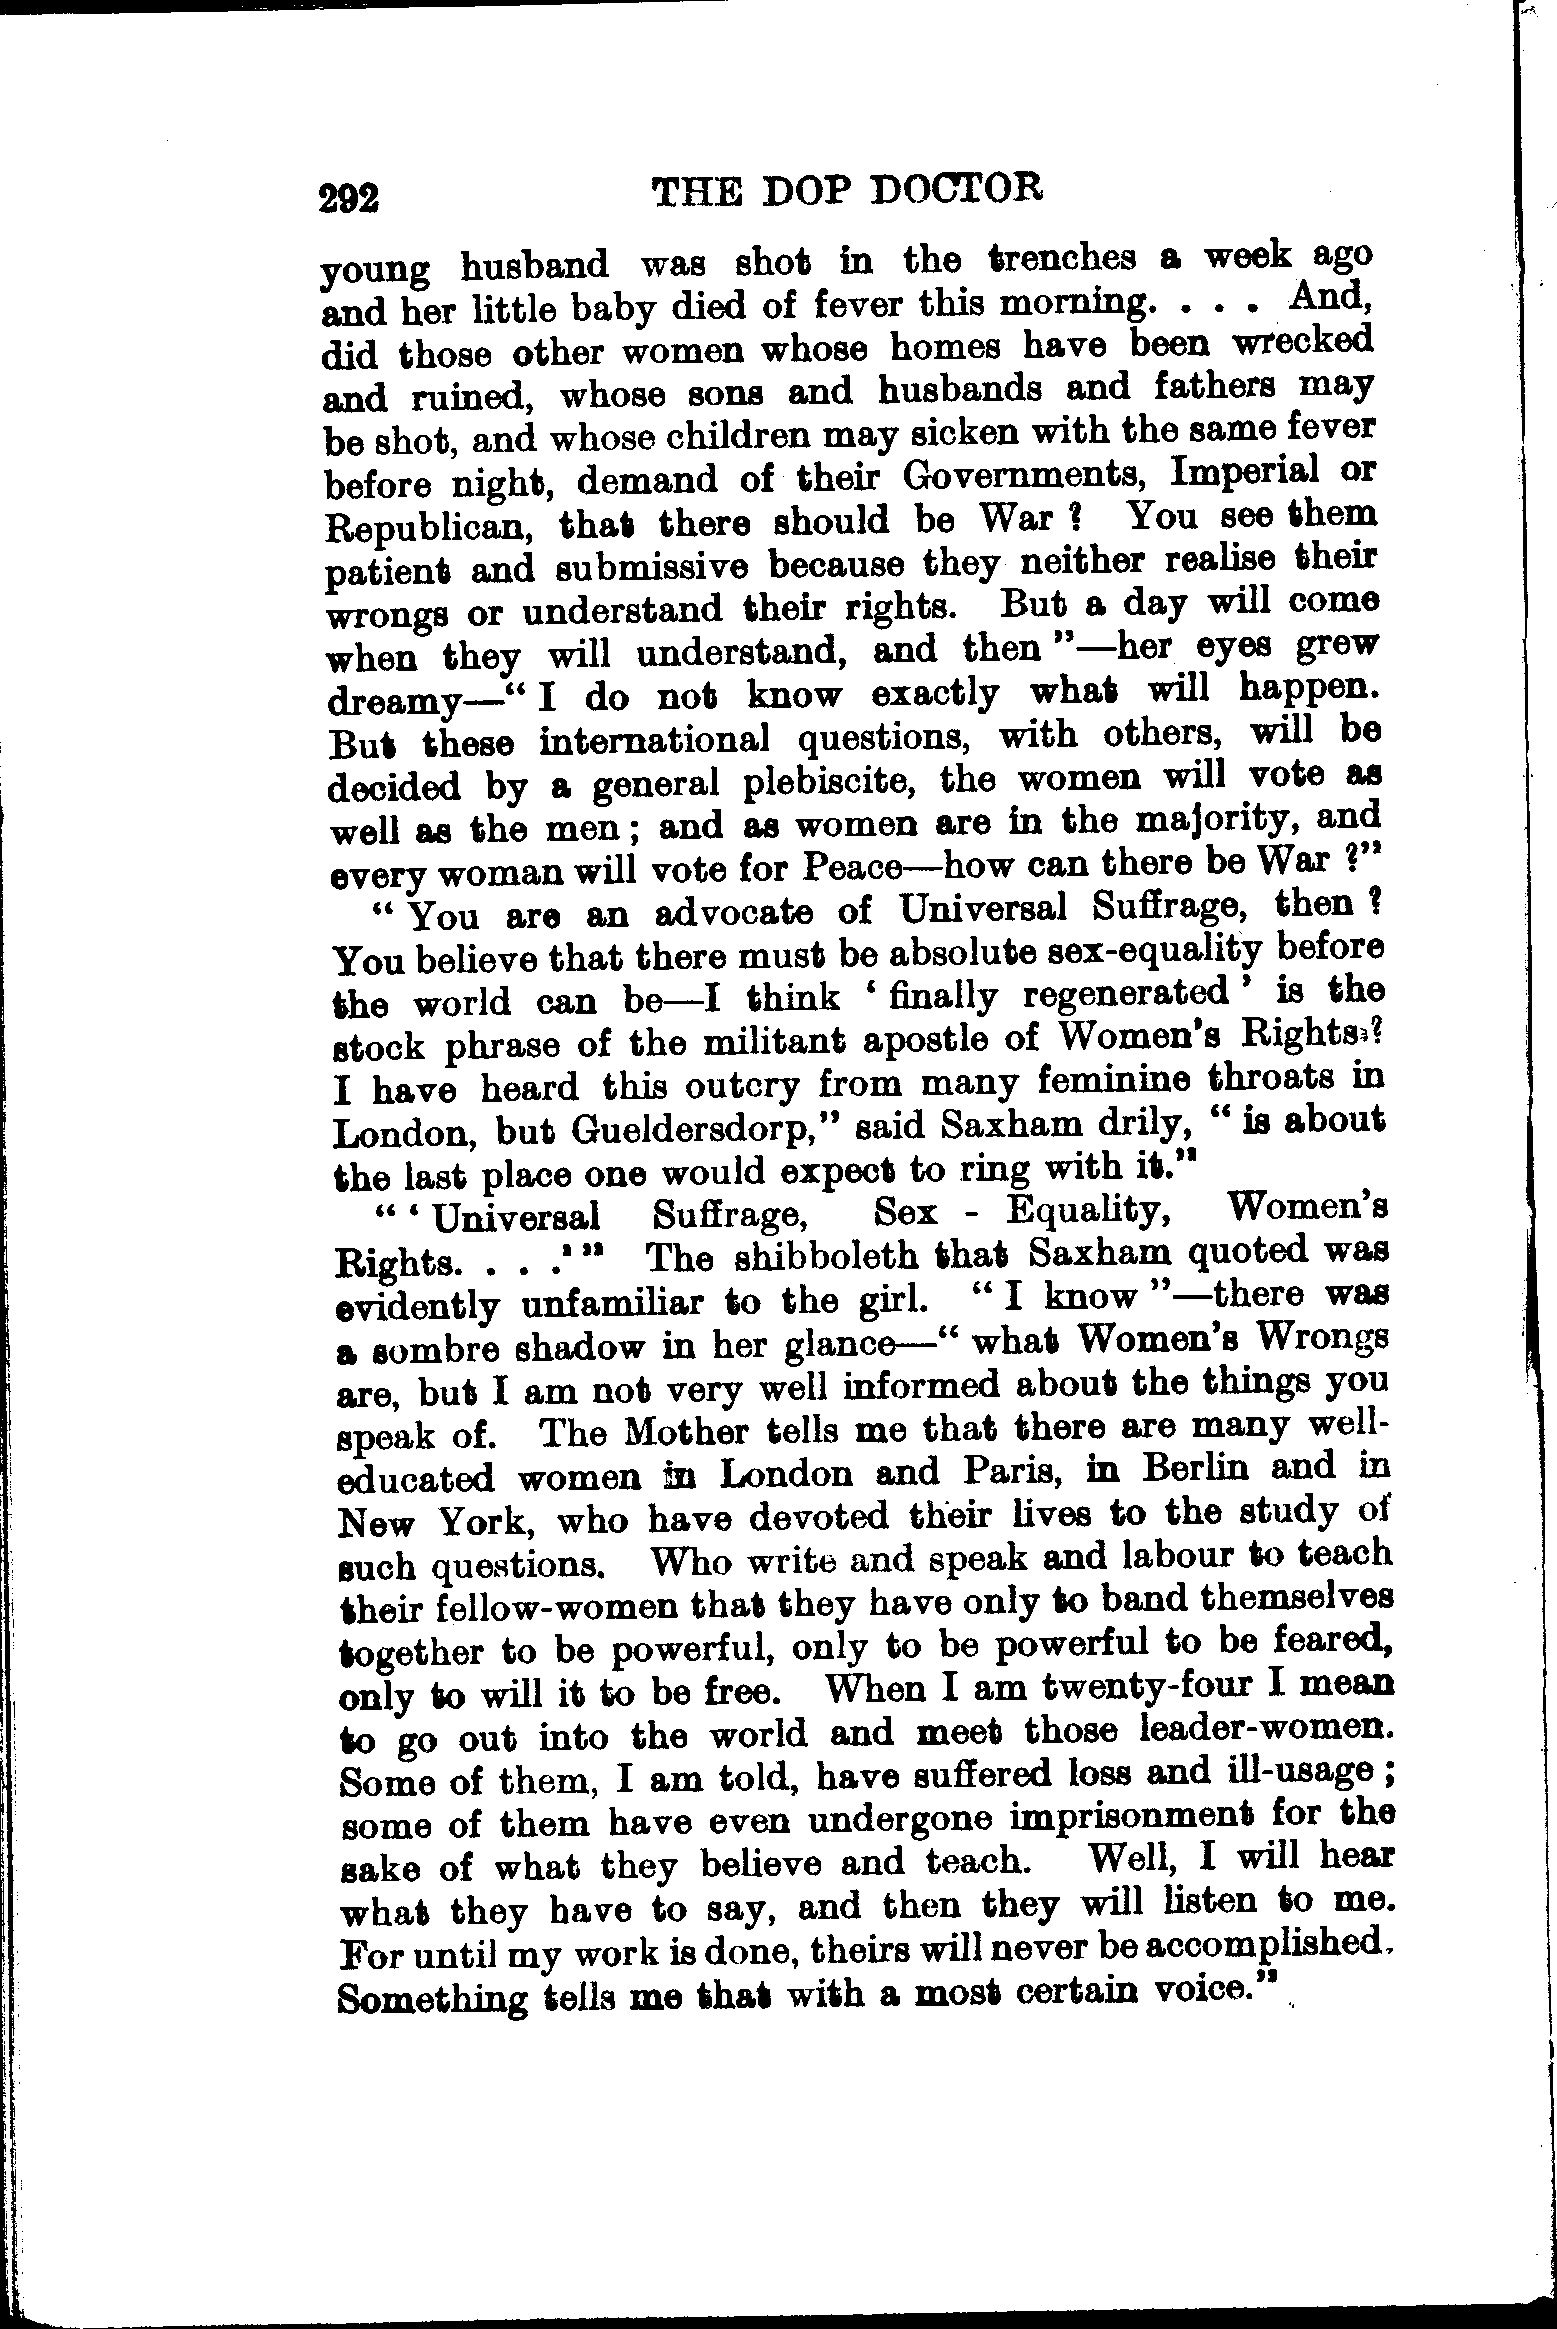 292 THE DOP DOCTOR
young husband was shot in the trenches a week ago
and her little baby died of fever this morning. . . . And,
did those other women whose homes have been wrecked
and ruined, whose sons and husbands and fathers may
be shot, and whose children may sicken with the same fever
before night, demand of their Governments, Imperial or
Republican, that there should be War ? You see them
patient and submissive because they neither realise their
wrongs or understand their rights. But a day will come
when they will understand, and then "—her eyes grew
dreamy—" I do not know exactly what will happen.
But these international questions, with others, will be
decided by a general plebiscite, the women will vote as
well as the men ; and as women are in the majority, and
every woman will vote for Peace—how can there be War ?"
" You are an advocate of Universal Suffrage, then ?
You believe that there must be absolute sex-equality before
the world can be—I think ' finally regenerated ' is the
stock phrase of the militant apostle of Women's Rights ?
I have heard this outcry from many feminine throats in
London, but Gueldersdorp," said Saxham drily, " is about
the last place one would expect to ring with it."
" ' Universal Suffrage, Sex - Equality, Women's
Rights. . . .' " The shibboleth that Saxham quoted was
evidently unfamiliar to the girl. " I know "—there was
a sombre shadow in her glance—" what Women's Wrongs
are, but I am not very well informed about the things you
speak of. The Mother tells me that there are many well-
educated women in London and Paris, in Berlin and in
New York, who have devoted their lives to the study of
such questions. Who write and speak and labour to teach
their fellow-women that they have only to band themselves
together to be powerful, only to be powerful to be feared,
only to will it to be free. When I am twenty-four I mean
to go out into the world and meet those leader-women.
Some of them, I am told, have suffered loss and ill-usage ;
some of them have even undergone imprisonment for the
sake of what they believe and teach. Well, I will hear
what they have to say, and then they will listen to me.
For until my work is done, theirs will never be accomplished.
Something tells me that with a most certain voice."